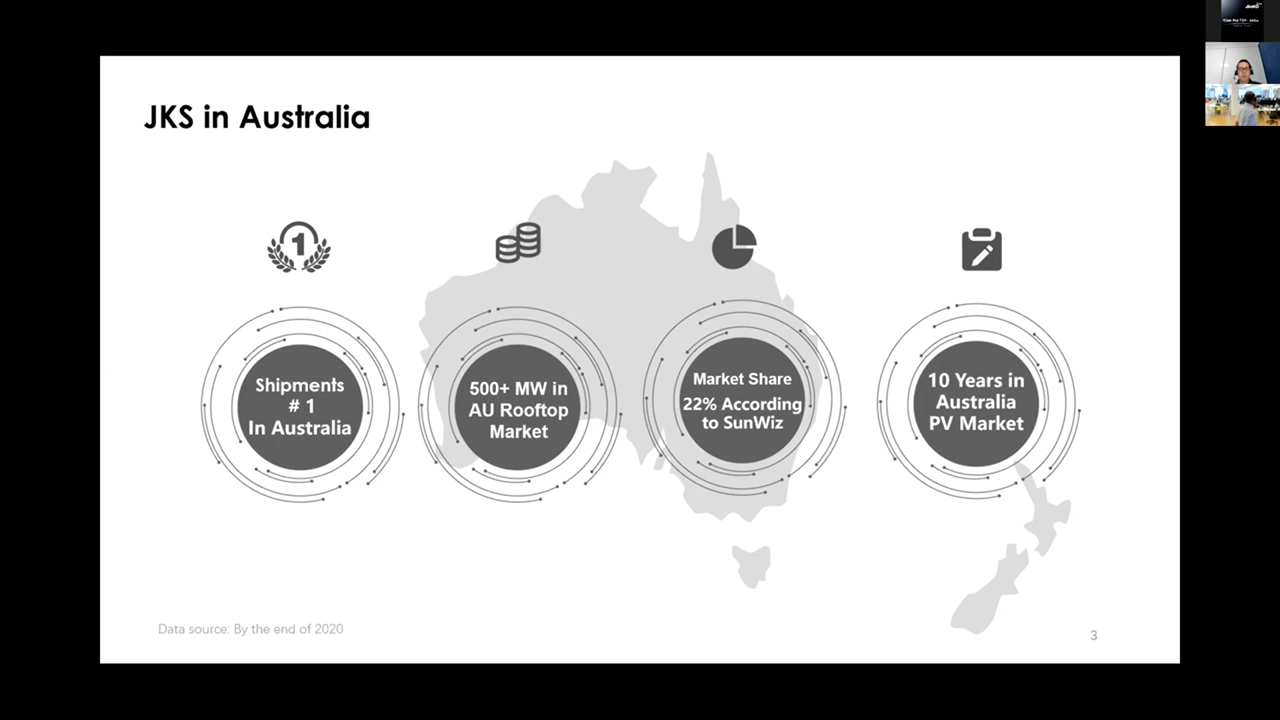 JKS in Australia
1
Shipments
# 1
In Australia
500+ MW in
AU Rooftop
Market
Market Share
22% According
to SunWiz
10 Years in
Australia
PV Market
Data source: By the end of 2020
3